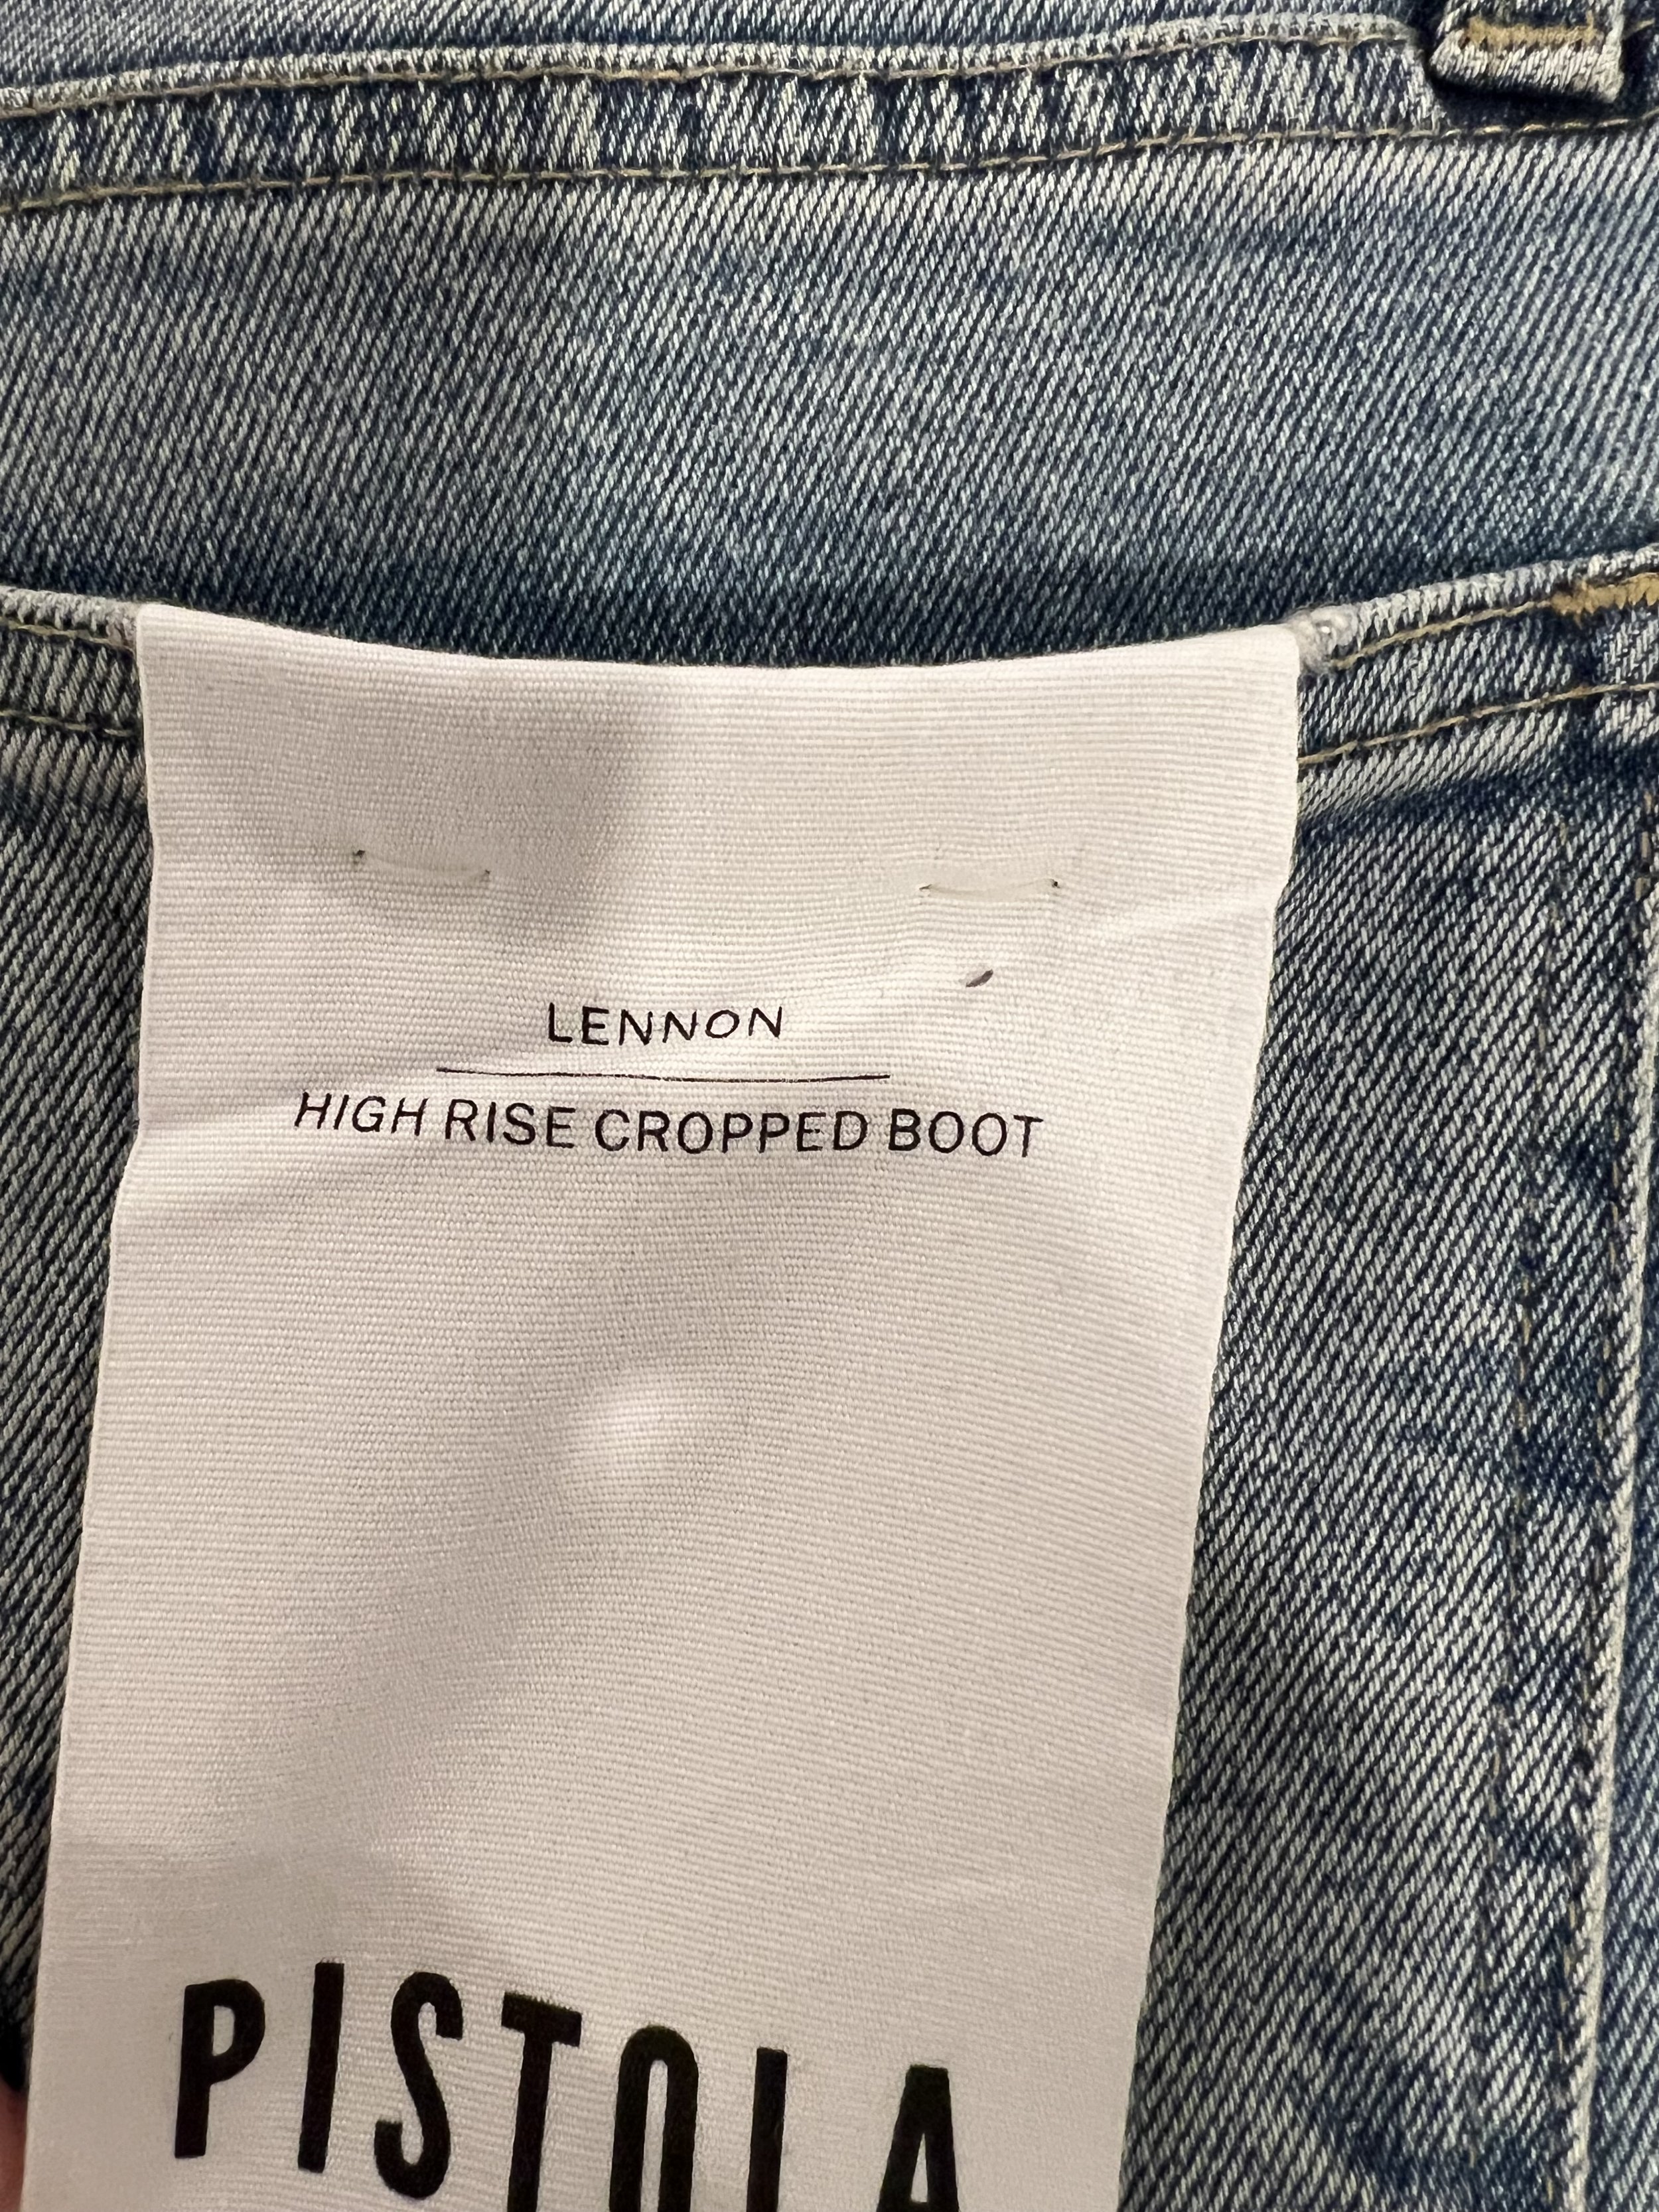 LENNON
HIGH RISE CROPPED BOOT
PISTOLA